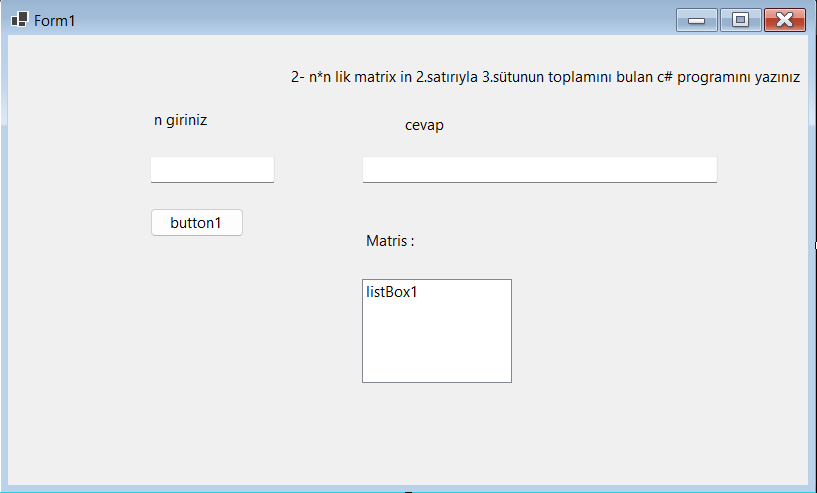 Form1
2- n*n lik matrix in 2.satırıyla 3.sütunun toplamını bulan c# programını yazınız
n giriniz
cevap
button1
Matris :
listBox1